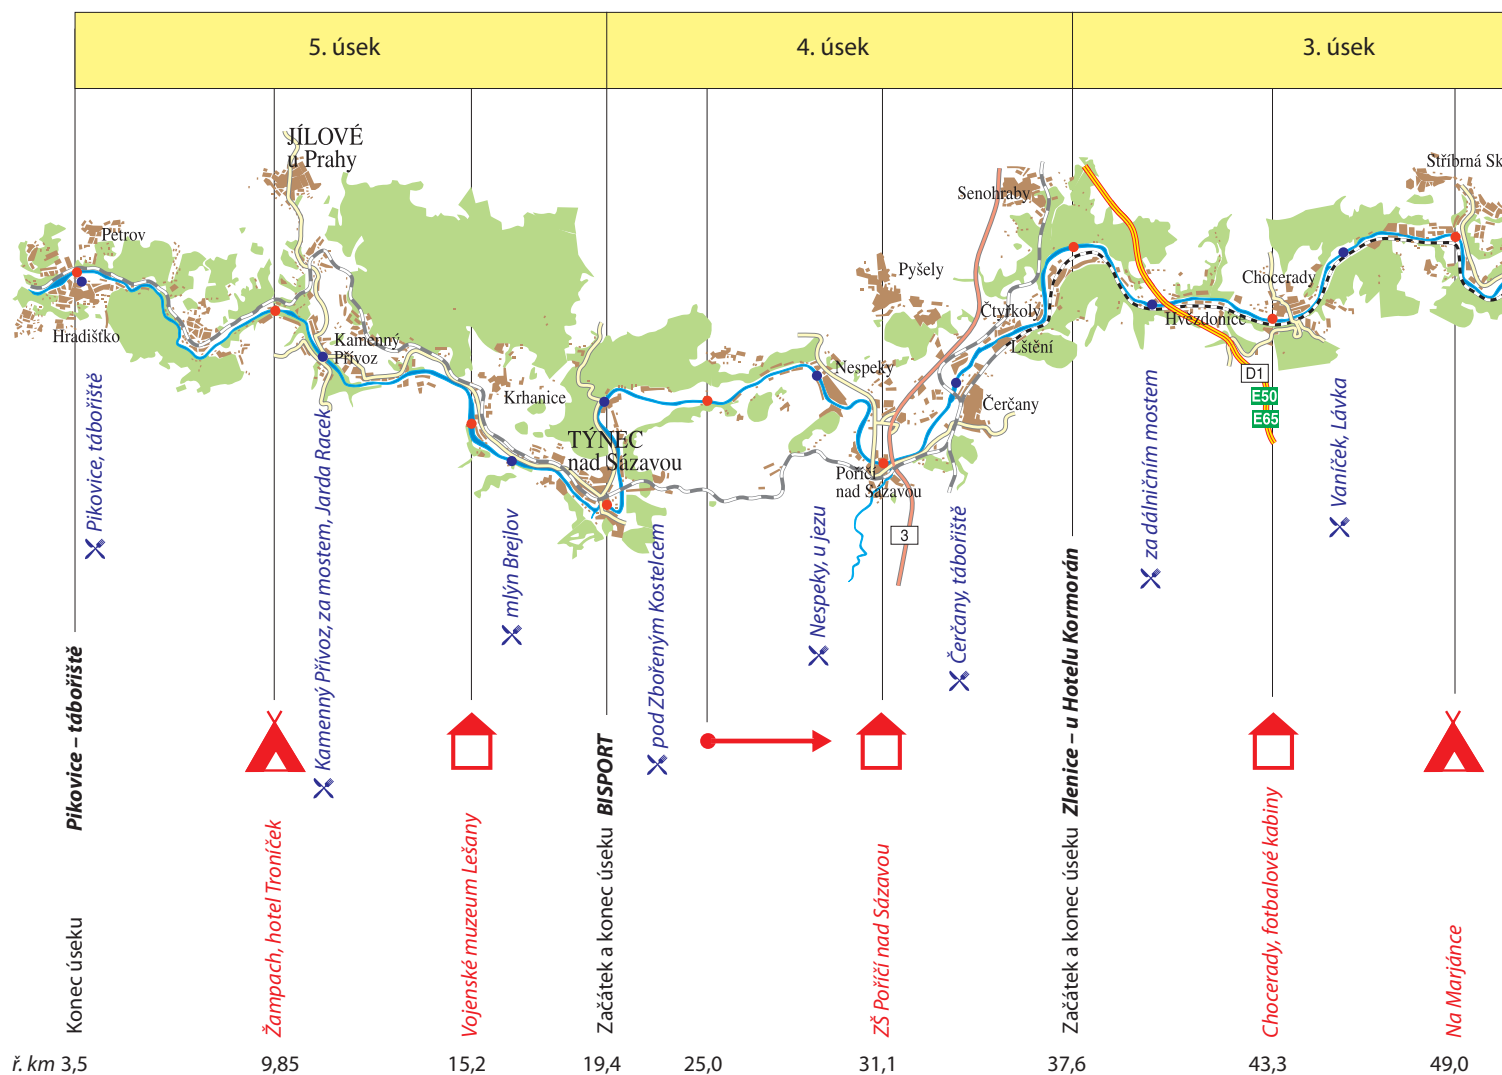 5. úsek
4. úsek
3. úsek
JÍLOVÉ
u Prahy
Petrov
Hradišťko
Kamenný
Přívoz
Krhanice
TÝNEC
nad Sázavou
Nespeky
Pyšely
Senohraby
Čtyřkoly
Lštění
Čerčany
Poříčí
nad Sázavou
3
Hvězdonice
Chocerady
Stříbrná Sk
D1
E50
E65
Pikovice, tábořiště
Kamenný Přívoz, za mostem, Jarda Racek
mlýn Brejlov
pod Zbořeným Kostelcem
Nespeky, u jezu
Čerčany, tábořiště
za dálničním mostem
Vaníček, Lávka
Konec úseku Pikovice – tábořiště
Žampach, hotel Troníček
Vojenské muzeum Lešany
Začátek a konec úseku BISPORT
ZŠ Poříčí nad Sázavou
Začátek a konec úseku Zlenice – u Hotelu Kormorán
Chocerady, fotbalové kabiny
Na Marjánce
ř. km 3,5 9,85 15,2 19,4 25,0 31,1 37,6 43,3 49,0